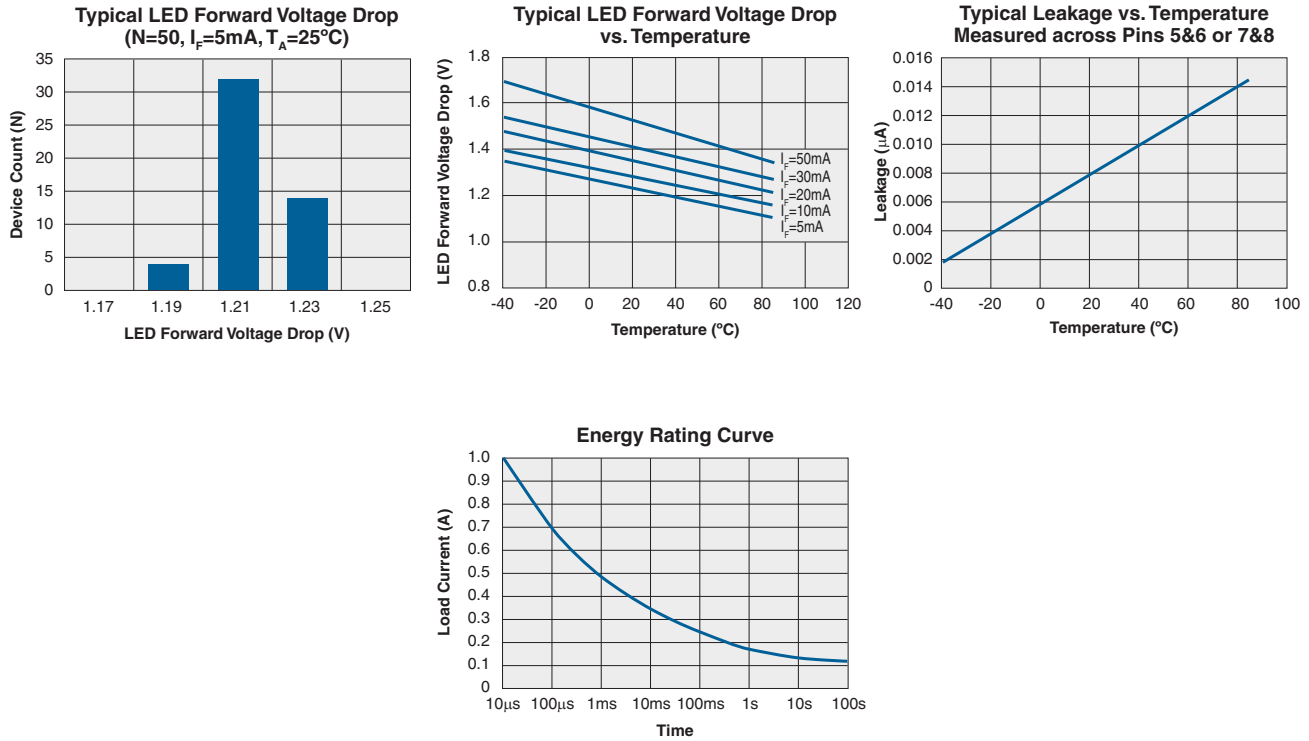 Typical LED Forward Voltage Drop
(N=50, I_F=5mA, T_A=25ºC)
35
30
25
20
15
10
5
0
Device Count (N)
1.17 1.19 1.21 1.23 1.25
LED Forward Voltage Drop (V)
Typical LED Forward Voltage Drop
vs. Temperature
1.8
1.6
1.4
1.2
1.0
0.8
LED Forward Voltage Drop (V)
I_F=50mA
I_F=30mA
I_F=20mA
I_F=10mA
I_F=5mA
-40 -20 0 20 40 60 80 100 120
Temperature (ºC)
Typical Leakage vs. Temperature
Measured across Pins 5&6 or 7&8
0.016
0.014
0.012
0.010
0.008
0.006
0.004
0.002
0
Leakage (µA)
-40 -20 0 20 40 60 80 100
Temperature (ºC)
Energy Rating Curve
1.0
0.9
0.8
0.7
0.6
0.5
0.4
0.3
0.2
0.1
0
Load Current (A)
10µs 100µs 1ms 10ms 100ms 1s 10s 100s
Time